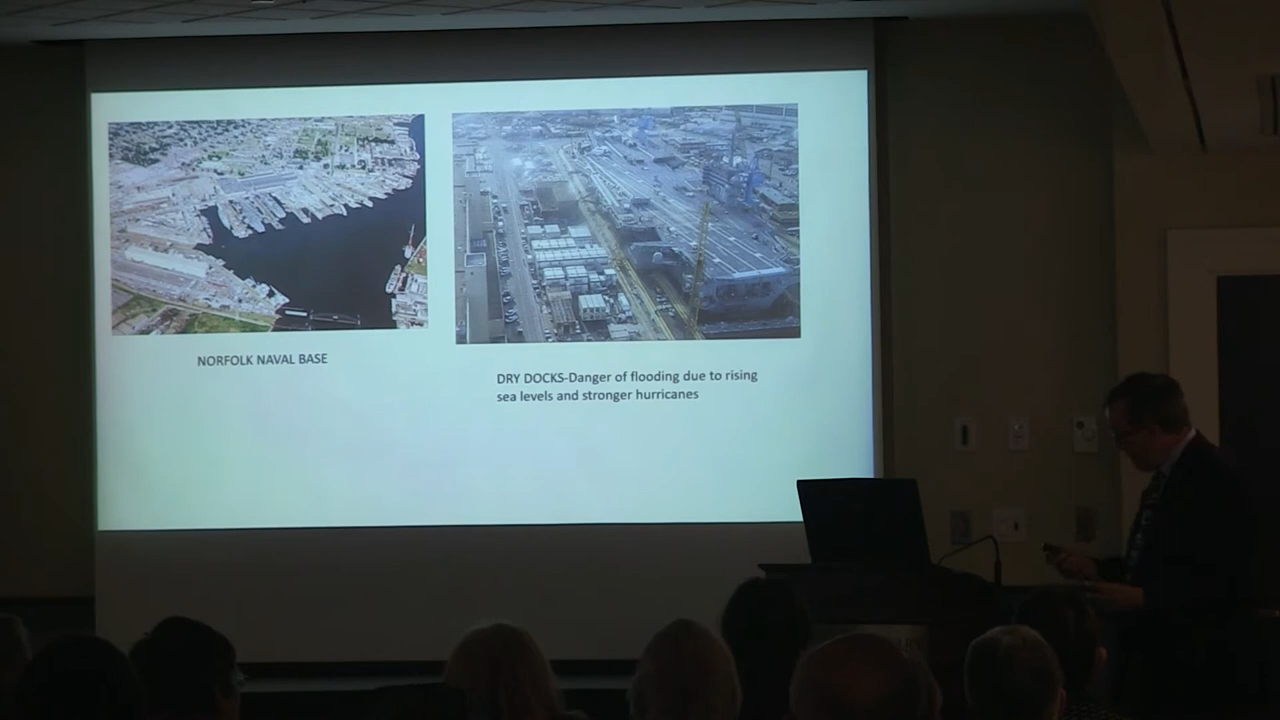 NORFOLK NAVAL BASE
DRY DOCKS-Danger of flooding due to rising
sea levels and stronger hurricanes